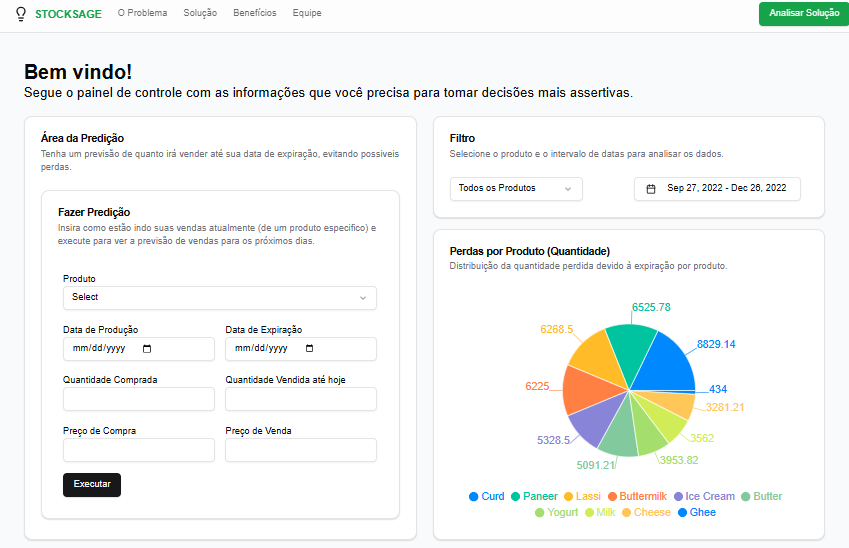 STOCKSAGE O Problema Solução Benefícios Equipe Analisar Solução
Bem vindo!
Segue o painel de controle com as informações que você precisa para tomar decisões mais assertivas.
Área da Predição
Tenha um previsão de quanto irá vender até sua data de expiração, evitando possiveis
perdas.
Fazer Predição
Insira como estão indo suas vendas atualmente (de um produto especifico) e
execute para ver a previsão de vendas para os próximos dias.
Produto
Select
Data de Produção Data de Expiração
mm/dd/yyyy mm/dd/yyyy
Quantidade Comprada Quantidade Vendida até hoje
Preço de Compra Preço de Venda
Executar
Filtro
Selecione o produto e o intervalo de datas para analisar os dados.
Todos os Produtos Sep 27, 2022 - Dec 26, 2022
Perdas por Produto (Quantidade)
Distribuição da quantidade perdida devido á expiração por produto.
6525.78
6268.5
8829.14
6225
434
3281.21
5328.5
3562
5091.21
3953.82
Curd Paneer Lassi Buttermilk Ice Cream Butter
Yogurt Milk Cheese Ghee